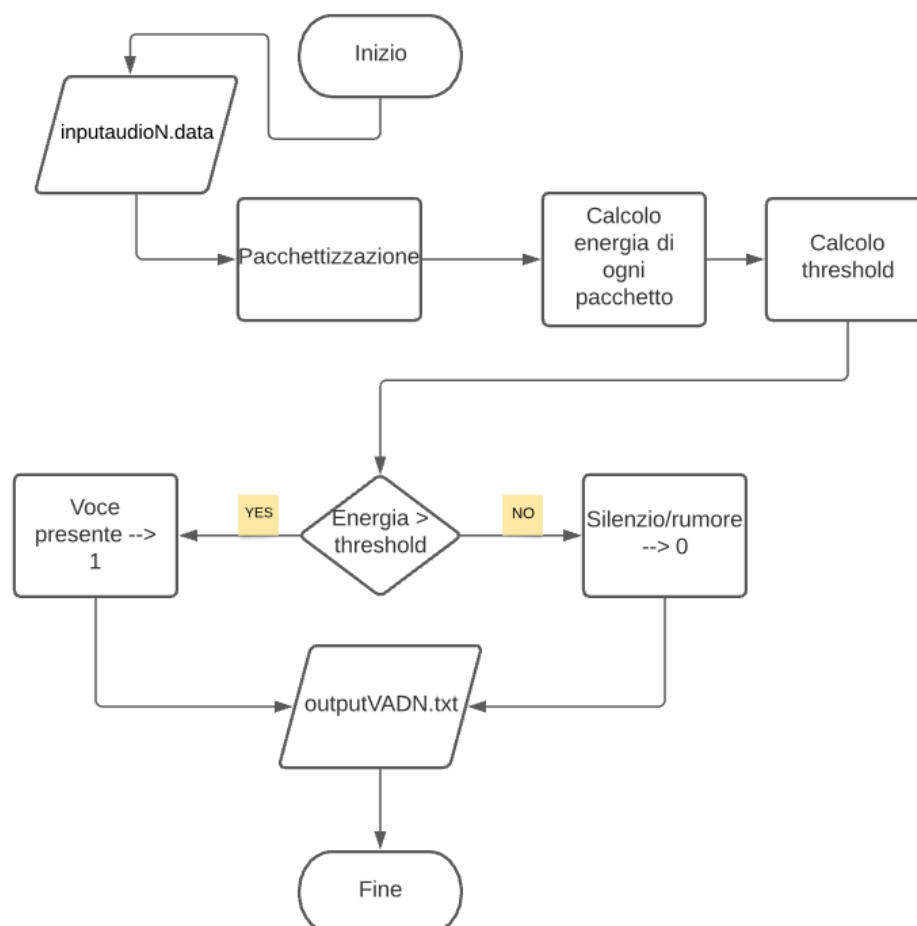 Inizio
inputaudioN.data
Pacchettizzazione
Calcolo
energia di
ogni
pacchetto
Calcolo
threshold
Voce
presente -->
1
YES
Energia >
threshold
NO
Silenzio/rumore
--> 0
outputVADN.txt
Fine